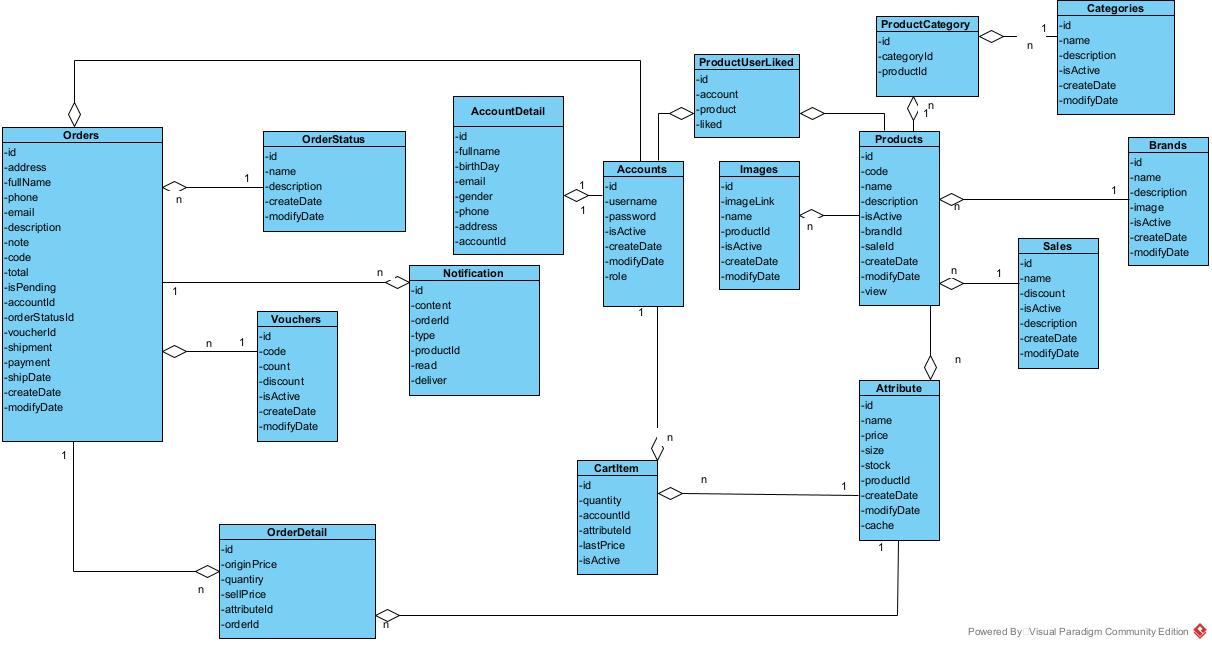 Categories
-id
-name
-description
-isActive
-createDate
-modifyDate
ProductCategory
-id
-categoryId
-productId
1
n
n
1
ProductUserLiked
-id
-account
-product
-liked
AccountDetail
-id
-fullname
-birthDay
-email
-gender
-phone
-address
-accountId
Orders
-id
-address
-fullName
-phone
-email
-description
-note
-code
-total
-isPending
-accountId
-orderStatusId
-voucherId
-shipment
-payment
-shipDate
-createDate
-modifyDate
OrderStatus
-id
-name
-description
-createDate
-modifyDate
1
n
Accounts
-id
-username
-password
-isActive
-createDate
-modifyDate
-role
1
1
Images
-id
-imageLink
-name
-productId
-isActive
-createDate
-modifyDate
n
Products
-id
-code
-name
-description
-isActive
-brandId
-saleId
-createDate
-modifyDate
-view
Brands
-id
-name
-description
-image
-isActive
-createDate
-modifyDate
1
n
Sales
-id
-name
-discount
-isActive
-description
-createDate
-modifyDate
n
1
Notification
-id
-content
-orderId
-type
-productId
-read
-deliver
n
1
Vouchers
-id
-code
-count
-discount
-isActive
-createDate
-modifyDate
n
1
1
n
n
Attribute
-id
-name
-price
-size
-stock
-productId
-createDate
-modifyDate
-cache
CartItem
-id
-quantity
-accountId
-attributeId
-lastPrice
-isActive
n
1
1
1
OrderDetail
-id
-originPrice
-quantiry
-sellPrice
-attributeId
-orderId
n
n
Powered By Visual Paradigm Community Edition